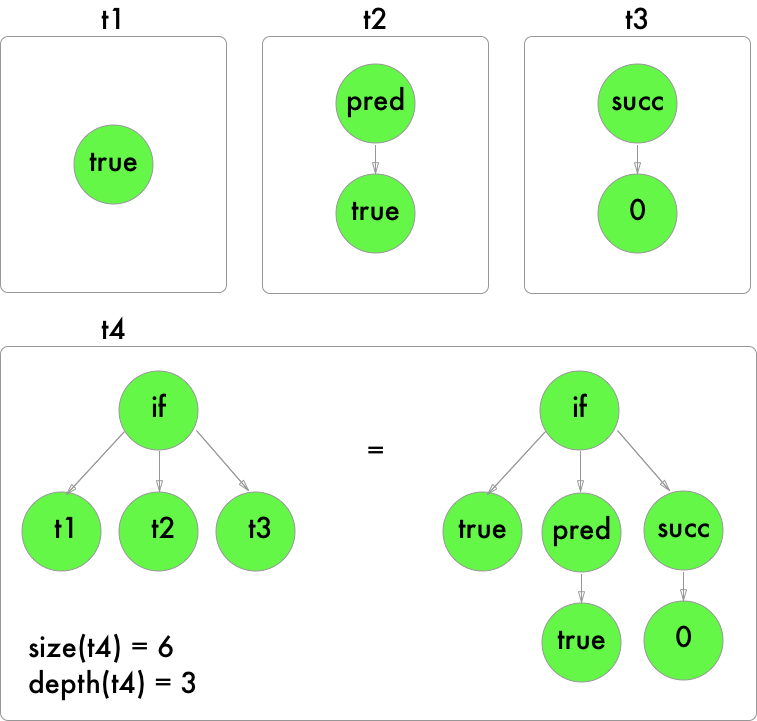 t1 t2 t3
pred succ
true
true 0
t4
if = if
t1 t2 t3 true pred succ
true 0
size(t4) = 6
depth(t4) = 3